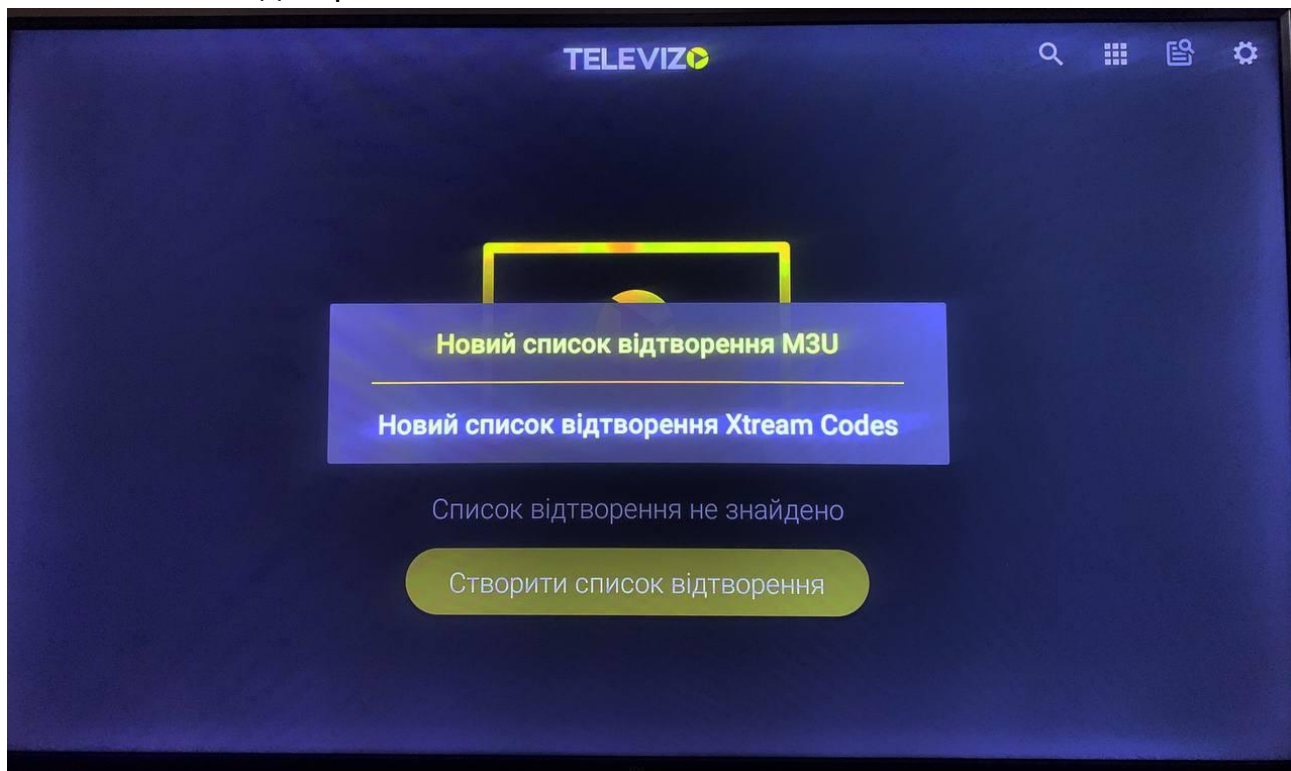 TELEVIZO
Новий список відтворення M3U
Новий список відтворення Xtream Codes
Список відтворення не знайдено
Створити список відтворення